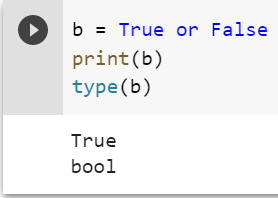 b = True or False
print(b)
type(b)
True
bool